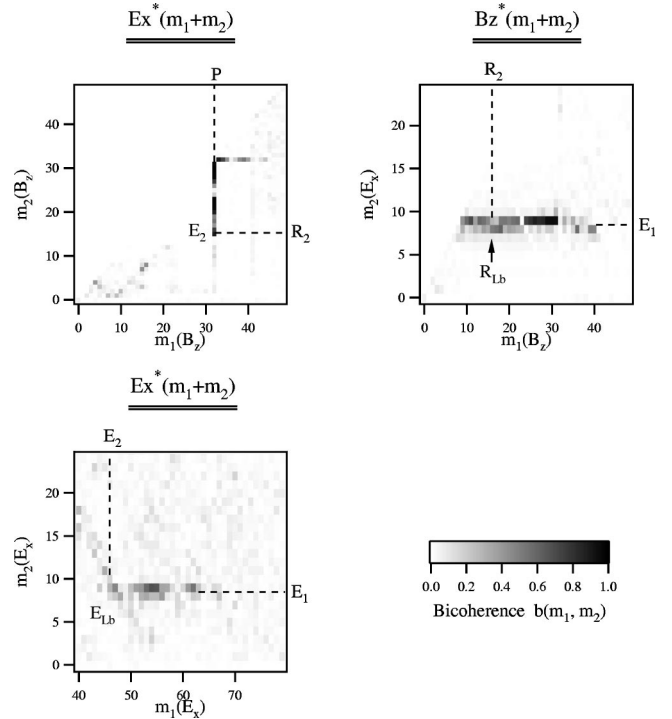 Ex*(m1+m2)
P
50
40
30
20
10
0
m2(Bz)
E2
R2
0 10 20 30 40
m1(Bz)
Bz*(m1+m2)
R2
20
15
10
5
0
m2(Ex)
E1
RLb
0 10 20 30 40
m1(Bz)
Ex*(m1+m2)
E2
20
15
10
5
0
m2(Ex)
ELb
E1
40 50 60 70
m1(Ex)
0.0 0.2 0.4 0.6 0.8 1.0
Bicoherence b(m1, m2)